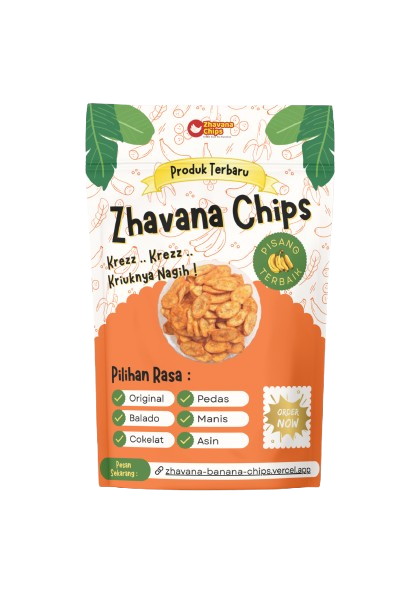 Zhavana
Chips
Produk Terbaru
Zhavana Chips
Krezz .. Krezz ..
Kriuknya Nagih !
PISANG
TERBAIK
Pilihan Rasa :
Original
Pedas
Balado
Manis
Cokelat
Asin
ORDER
NOW
Pesan
Sekarang :
zhavana-banana-chips.vercel.app